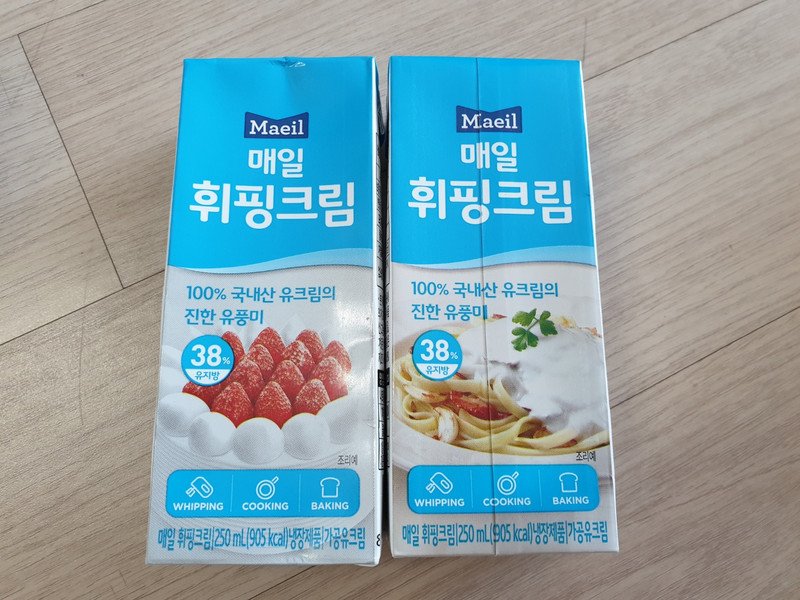 Maeil
매일
휘핑크림
100% 국내산 유크림의
진한 유풍미
38%
유지방
조리예
WHIPPING
COOKING
BAKING
매일 휘핑크림|250 mL(905 kcal)|냉장제품|가공유크림
Maeil
매일
휘핑크림
100% 국내산 유크림의
진한 유풍미
38%
유지방
조리예
WHIPPING
COOKING
BAKING
매일 휘핑크림|250 mL(905 kcal)|냉장제품|가공유크림